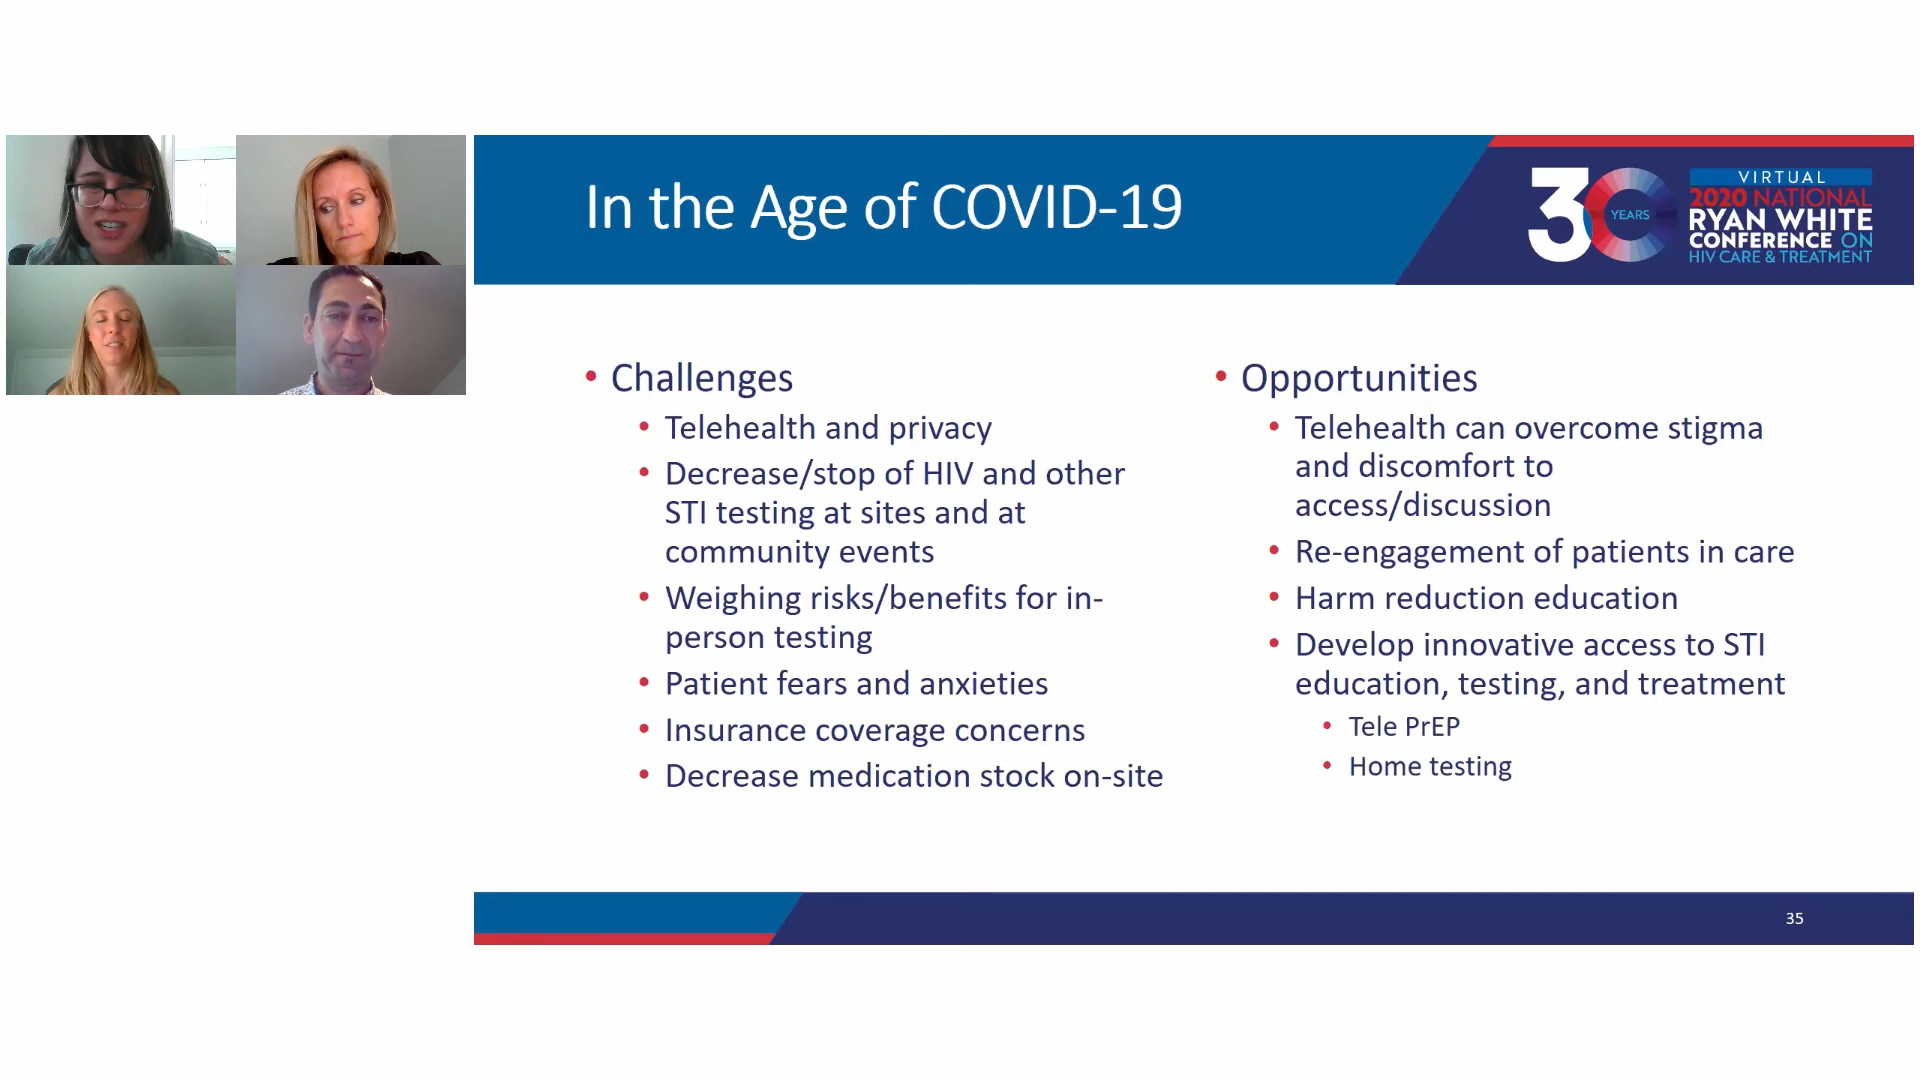 In the Age of COVID-19
30
YEARS
VIRTUAL
2020 NATIONAL
RYAN WHITE
CONFERENCE ON
HIV CARE & TREATMENT
• Challenges
• Telehealth and privacy
• Decrease/stop of HIV and other
STI testing at sites and at
community events
• Weighing risks/benefits for in-
person testing
• Patient fears and anxieties
• Insurance coverage concerns
• Decrease medication stock on-site
• Opportunities
• Telehealth can overcome stigma
and discomfort to
access/discussion
• Re-engagement of patients in care
• Harm reduction education
• Develop innovative access to STI
education, testing, and treatment
• Tele PrEP
• Home testing
35